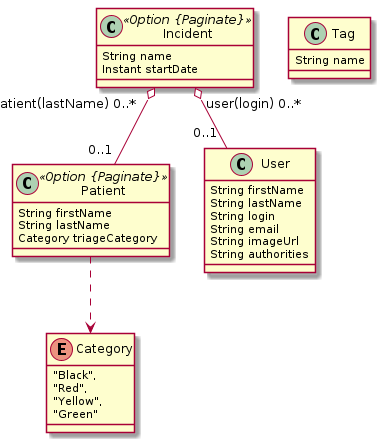 C «Option {Paginate}»
Incident
String name
Instant startDate
C Tag
String name
atient(lastName) 0..*
user(login) 0..*
0..1
0..1
C «Option {Paginate}»
Patient
String firstName
String lastName
Category triageCategory
C User
String firstName
String lastName
String login
String email
String imageUrl
String authorities
E Category
"Black",
"Red",
"Yellow",
"Green"